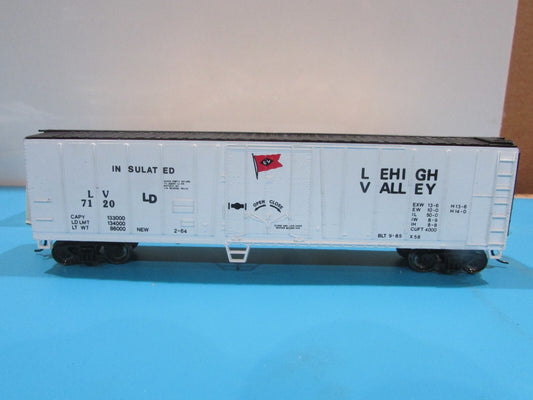 INSULATED
LV
7120
LD
CAPY 133000
LD LMT 134000
LT WT 86000
NEW 2-64
OPEN CLOSE
LEHIGH
VALLEY
EXW 13-6 H 13-6
EW 10-0 H 14-0
IL 50-0
IW 8-9
IH 8-8
CUFT 4000
BLT 9-63 X58